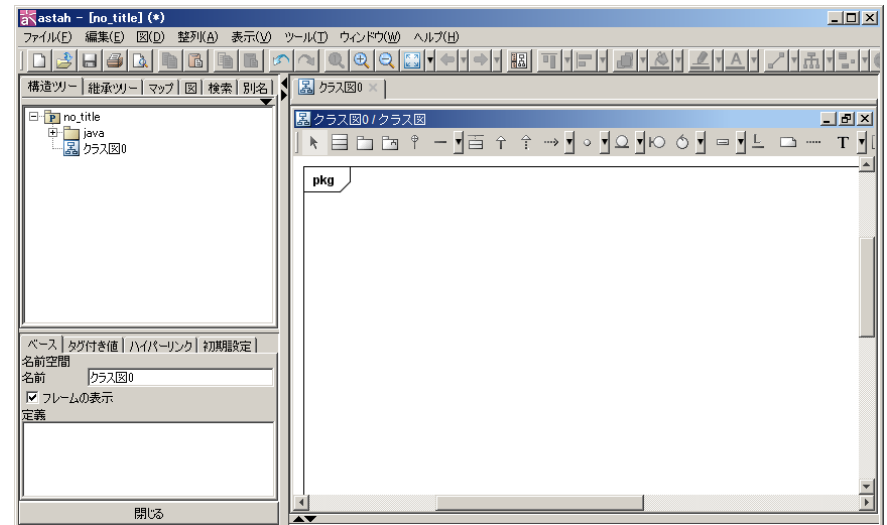 astah - [no_title] (*)
ファイル(F) 編集(E) 図(D) 整列(A) 表示(V) ツール(T) ウィンドウ(W) ヘルプ(H)
構造ツリー 継承ツリー マップ 図 検索 別名
クラス図0
no_title
java
クラス図0
クラス図0 / クラス図
T
pkg
ベース タグ付き値 ハイパーリンク 初期設定
名前空間
名前 クラス図0
フレームの表示
定義
閉じる